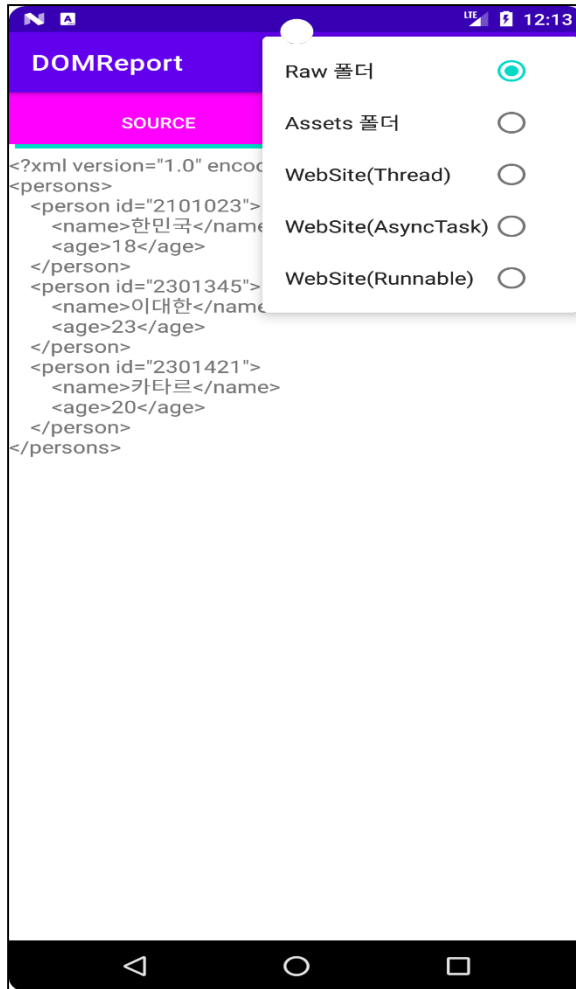 LTE 12:13
DOMReport
Raw 폴더
Assets 폴더
WebSite(Thread)
WebSite(AsyncTask)
WebSite(Runnable)
SOURCE
<?xml version="1.0" enco
<persons>
<person id="2101023">
<name>한민국</name
<age>18</age>
</person>
<person id="2301345">
<name>이대한</name
<age>23</age>
</person>
<person id="2301421">
<name>카타르</name>
<age>20</age>
</person>
</persons>